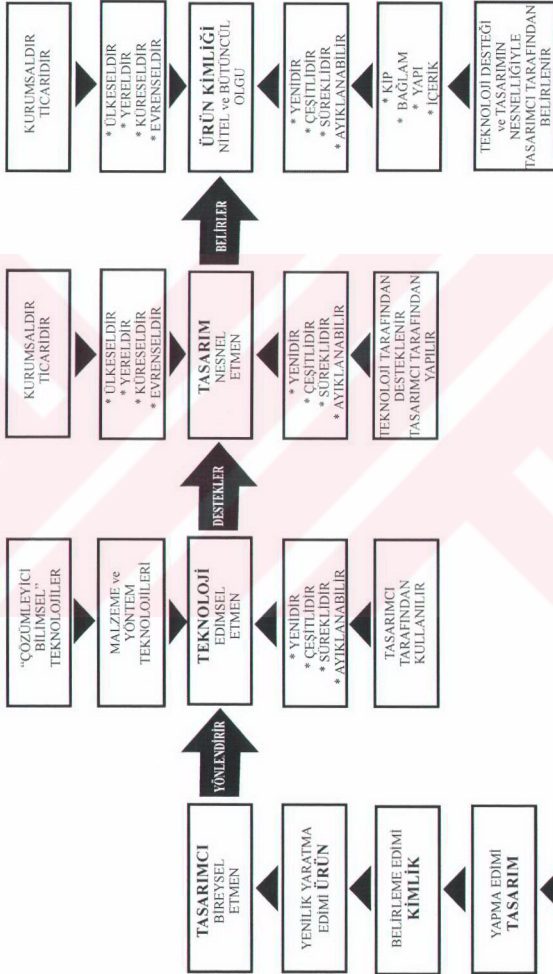 TASARIMCI
BİREYSEL
ETMEN
YENİLİK YARATMA
EDİMİ ÜRÜN
BELİRLEME EDİMİ
KİMLİK
YAPMA EDİMİ
TASARIM
YÖNLENDİRİR
"ÇÖZÜMLEYİCİ
BİLİMSEL"
TEKNOLOJİLER
MALZEME ve
YÖNTEM
TEKNOLOJİLERİ
TEKNOLOJİ
EDİMSEL
ETMEN
* YENİDİR
* ÇEŞİTLİDİR
* SÜREKLİDİR
* AYIKLANABİLİR
TASARIMCI
TARAFINDAN
KULLANILIR
DESTEKLER
KURUMSALDIR
TİCARİDİR
* ÜLKESELDİR
* YERELDİR
* KÜRESELDİR
* EVRENSELDİR
TASARIM
NESNEL
ETMEN
* YENİDİR
* ÇEŞİTLİDİR
* SÜREKLİDİR
* AYIKLANABİLİR
TEKNOLOJİ TARAFINDAN
DESTEKLENİR
TASARIMCI TARAFINDAN
YAPILIR
BELİRLER
KURUMSALDIR
TİCARİDİR
* ÜLKESELDİR
* YERELDİR
* KÜRESELDİR
* EVRENSELDİR
ÜRÜN KİMLİĞİ
NİTEL ve BÜTÜNCÜL
OLGU
* YENİDİR
* ÇEŞİTLİDİR
* SÜREKLİDİR
* AYIKLANABİLİR
* KİP
* BAĞLAM
* YAPI
* İÇERİK
TEKNOLOJİ DESTEĞİ
ve TASARIMIN
NESNELLİĞİYLE
TASARIMCI TARAFINDAN
BELİRLENİR